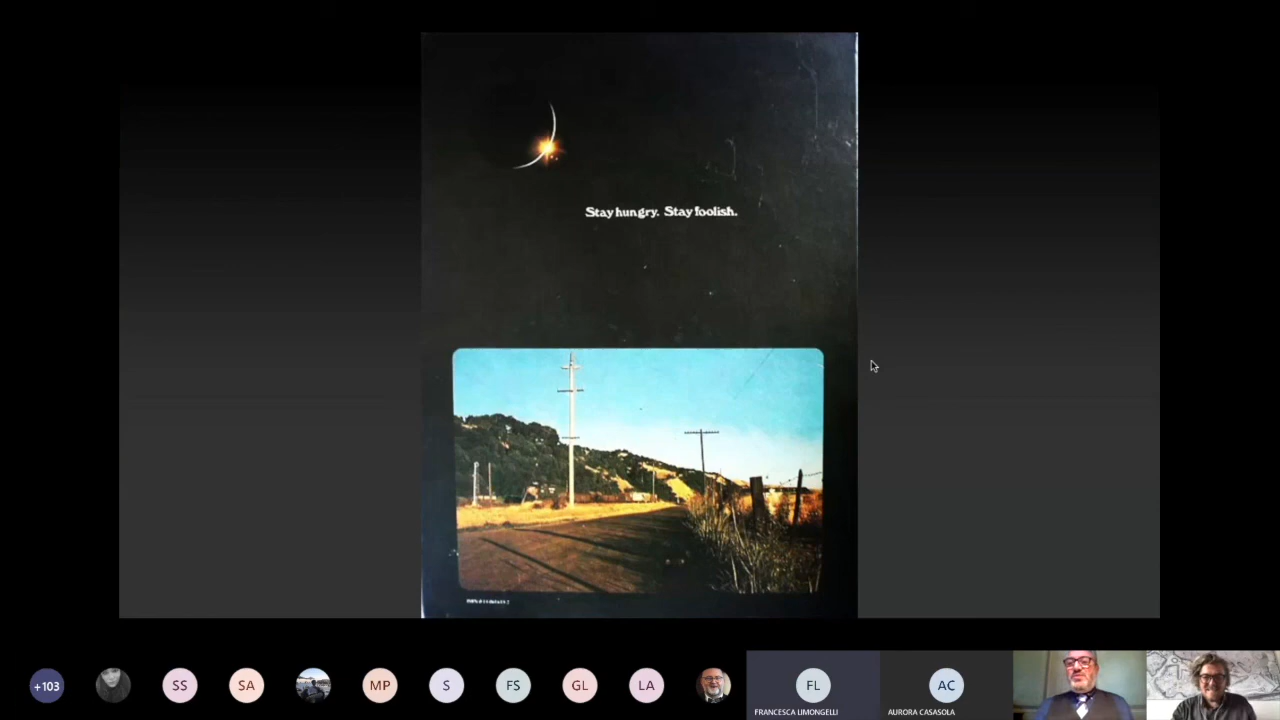 Stay hungry. Stay foolish.
+103
SS
SA
MP
S
FS
GL
LA
FL
AC
FRANCESCA LIMONGELLI
AURORA CASASOLA